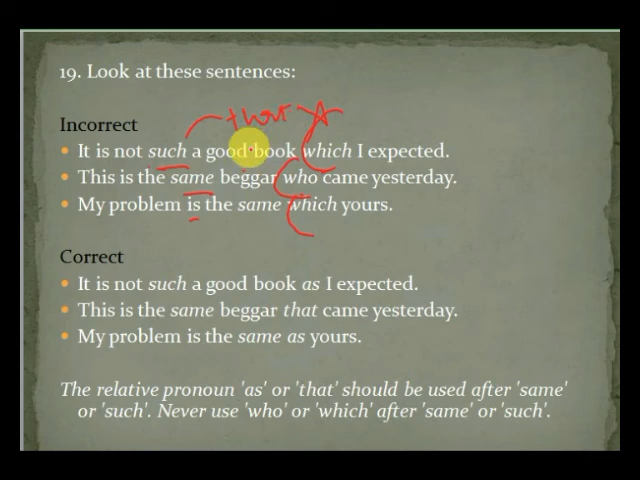 19. Look at these sentences:
Incorrect
that
• It is not such a good book which I expected.
• This is the same beggar who came yesterday.
• My problem is the same which yours.
Correct
• It is not such a good book as I expected.
• This is the same beggar that came yesterday.
• My problem is the same as yours.
The relative pronoun 'as' or 'that' should be used after 'same'
or 'such'. Never use 'who' or 'which' after 'same' or 'such'.